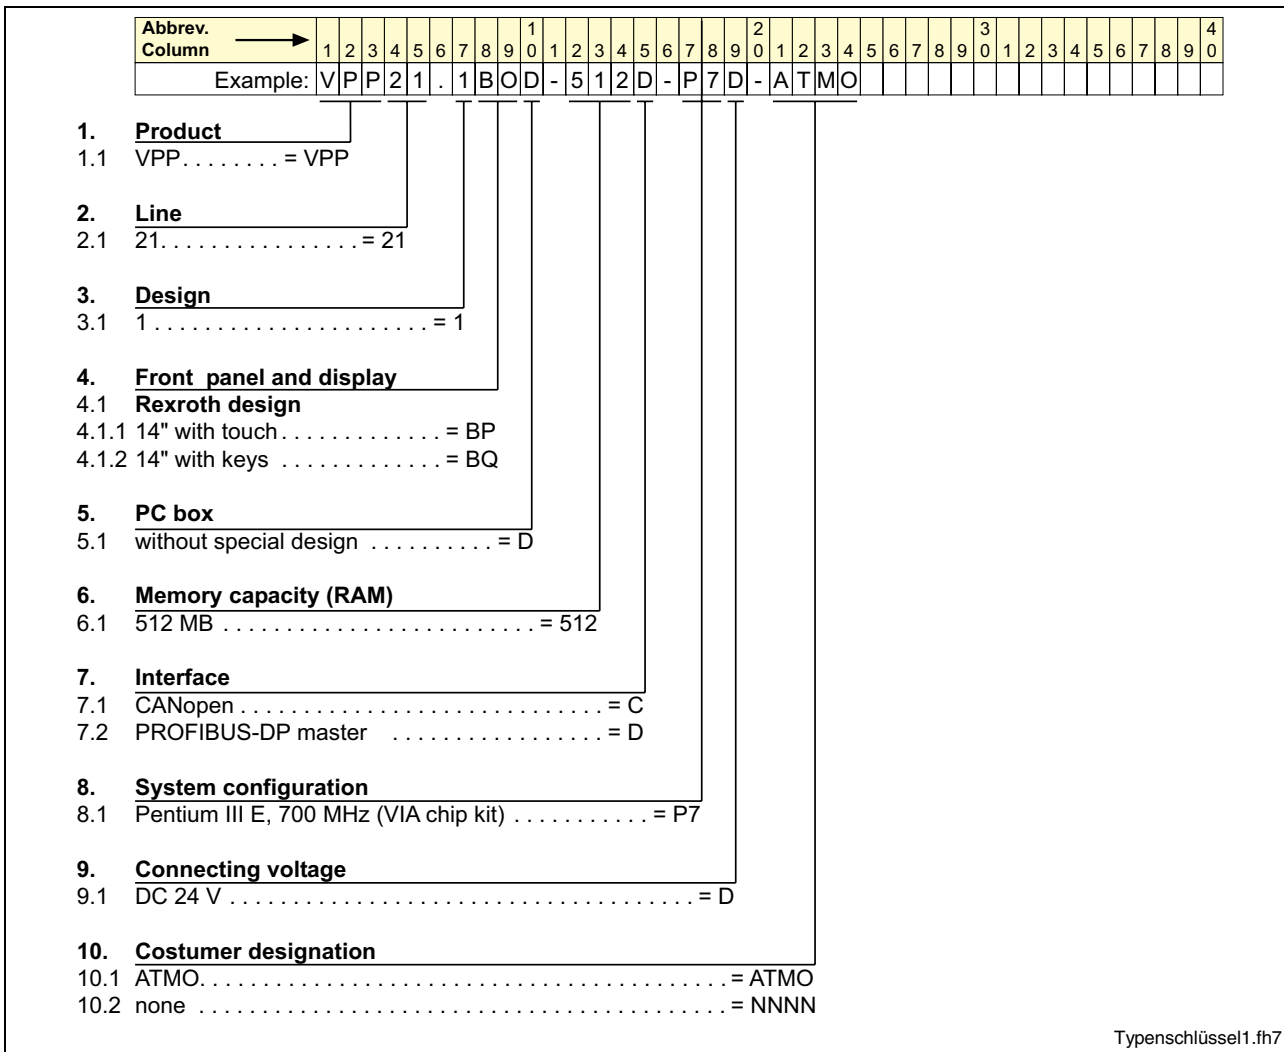 Abbrev.
Column 1 2 3 4 5 6 7 8 9 10 1 2 3 4 5 6 7 8 9 20 1 2 3 4 5 6 7 8 9 30 1 2 3 4 5 6 7 8 9 40
Example: V P P 2 1 . 1 B O D - 5 1 2 D - P 7 D - A T M O
1. Product
1.1 VPP. . . . . . . . = VPP
2. Line
2.1 21. . . . . . . . . . . . . . . . = 21
3. Design
3.1 1 . . . . . . . . . . . . . . . . . . . . . . = 1
4. Front panel and display
4.1 Rexroth design
4.1.1 14" with touch . . . . . . . . . . . . . = BP
4.1.2 14" with keys . . . . . . . . . . . . . = BQ
5. PC box
5.1 without special design . . . . . . . . . . = D
6. Memory capacity (RAM)
6.1 512 MB . . . . . . . . . . . . . . . . . . . . . . . . . = 512
7. Interface
7.1 CANopen . . . . . . . . . . . . . . . . . . . . . . . . . . . . . . . = C
7.2 PROFIBUS-DP master . . . . . . . . . . . . . . . . . = D
8. System configuration
8.1 Pentium III E, 700 MHz (VIA chip kit) . . . . . . . . . . . = P7
9. Connecting voltage
9.1 DC 24 V . . . . . . . . . . . . . . . . . . . . . . . . . . . . . . . . . . . . . = D
10. Costumer designation
10.1 ATMO. . . . . . . . . . . . . . . . . . . . . . . . . . . . . . . . . . . . . . . . . . = ATMO
10.2 none . . . . . . . . . . . . . . . . . . . . . . . . . . . . . . . . . . . . . . . . . . = NNNN
Typenschlüssel1.fh7